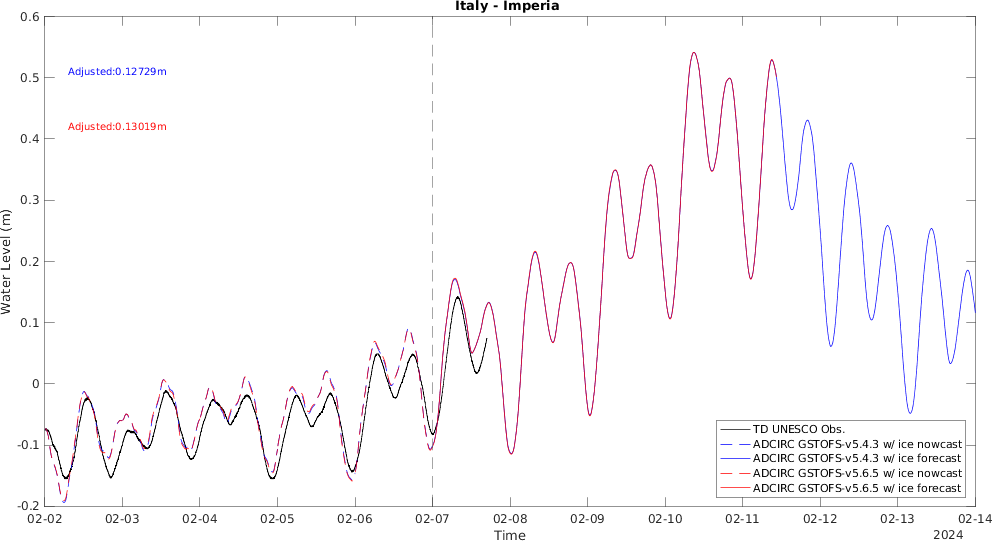 Italy - Imperia
0.6
0.5
0.4
0.3
0.2
0.1
0
-0.1
-0.2
Water Level (m)
Adjusted:0.12729m
Adjusted:0.13019m
TD UNESCO Obs.
ADCIRC GSTOFS-v5.4.3 w/ ice nowcast
ADCIRC GSTOFS-v5.4.3 w/ ice forecast
ADCIRC GSTOFS-v5.6.5 w/ ice nowcast
ADCIRC GSTOFS-v5.6.5 w/ ice forecast
02-02 02-03 02-04 02-05 02-06 02-07 02-08 02-09 02-10 02-11 02-12 02-13 02-14
Time
2024